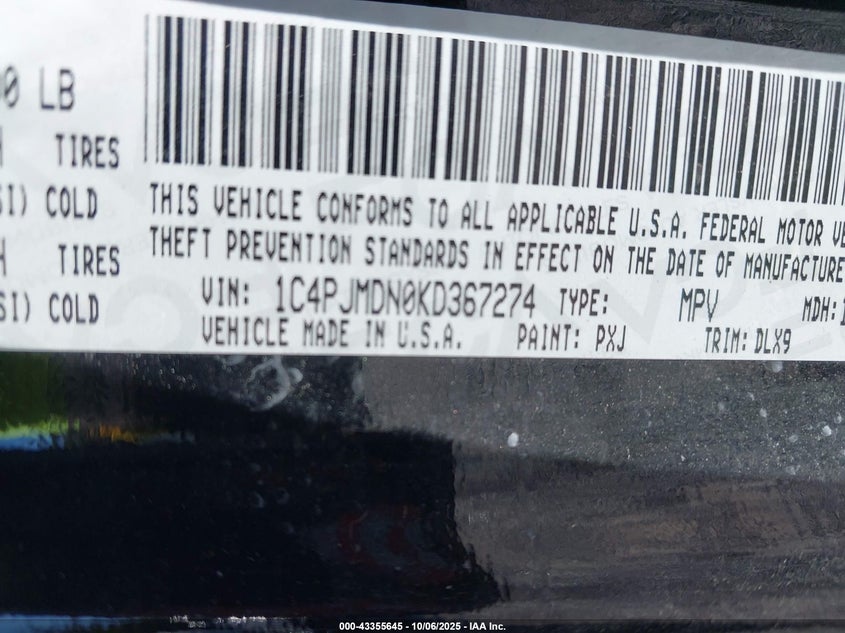 00 LB
TIRES
SI) COLD
TIRES
SI) COLD
THIS VEHICLE CONFORMS TO ALL APPLICABLE U.S.A. FEDERAL MOTOR VE
THEFT PREVENTION STANDARDS IN EFFECT ON THE DATE OF MANUFACTURE
VIN: 1C4PJMDN0KD367274 TYPE: MPV MDH:1
VEHICLE MADE IN U.S.A. PAINT: PXJ TRIM: DLX9
000-43355645 - 10/06/2025 - IAA Inc.